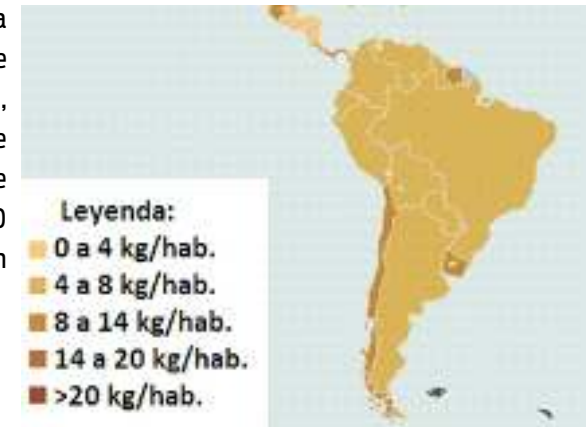 a
e
,
e
e
0
n
Leyenda:
0 a 4 kg/hab.
4 a 8 kg/hab.
8 a 14 kg/hab.
14 a 20 kg/hab.
>20 kg/hab.